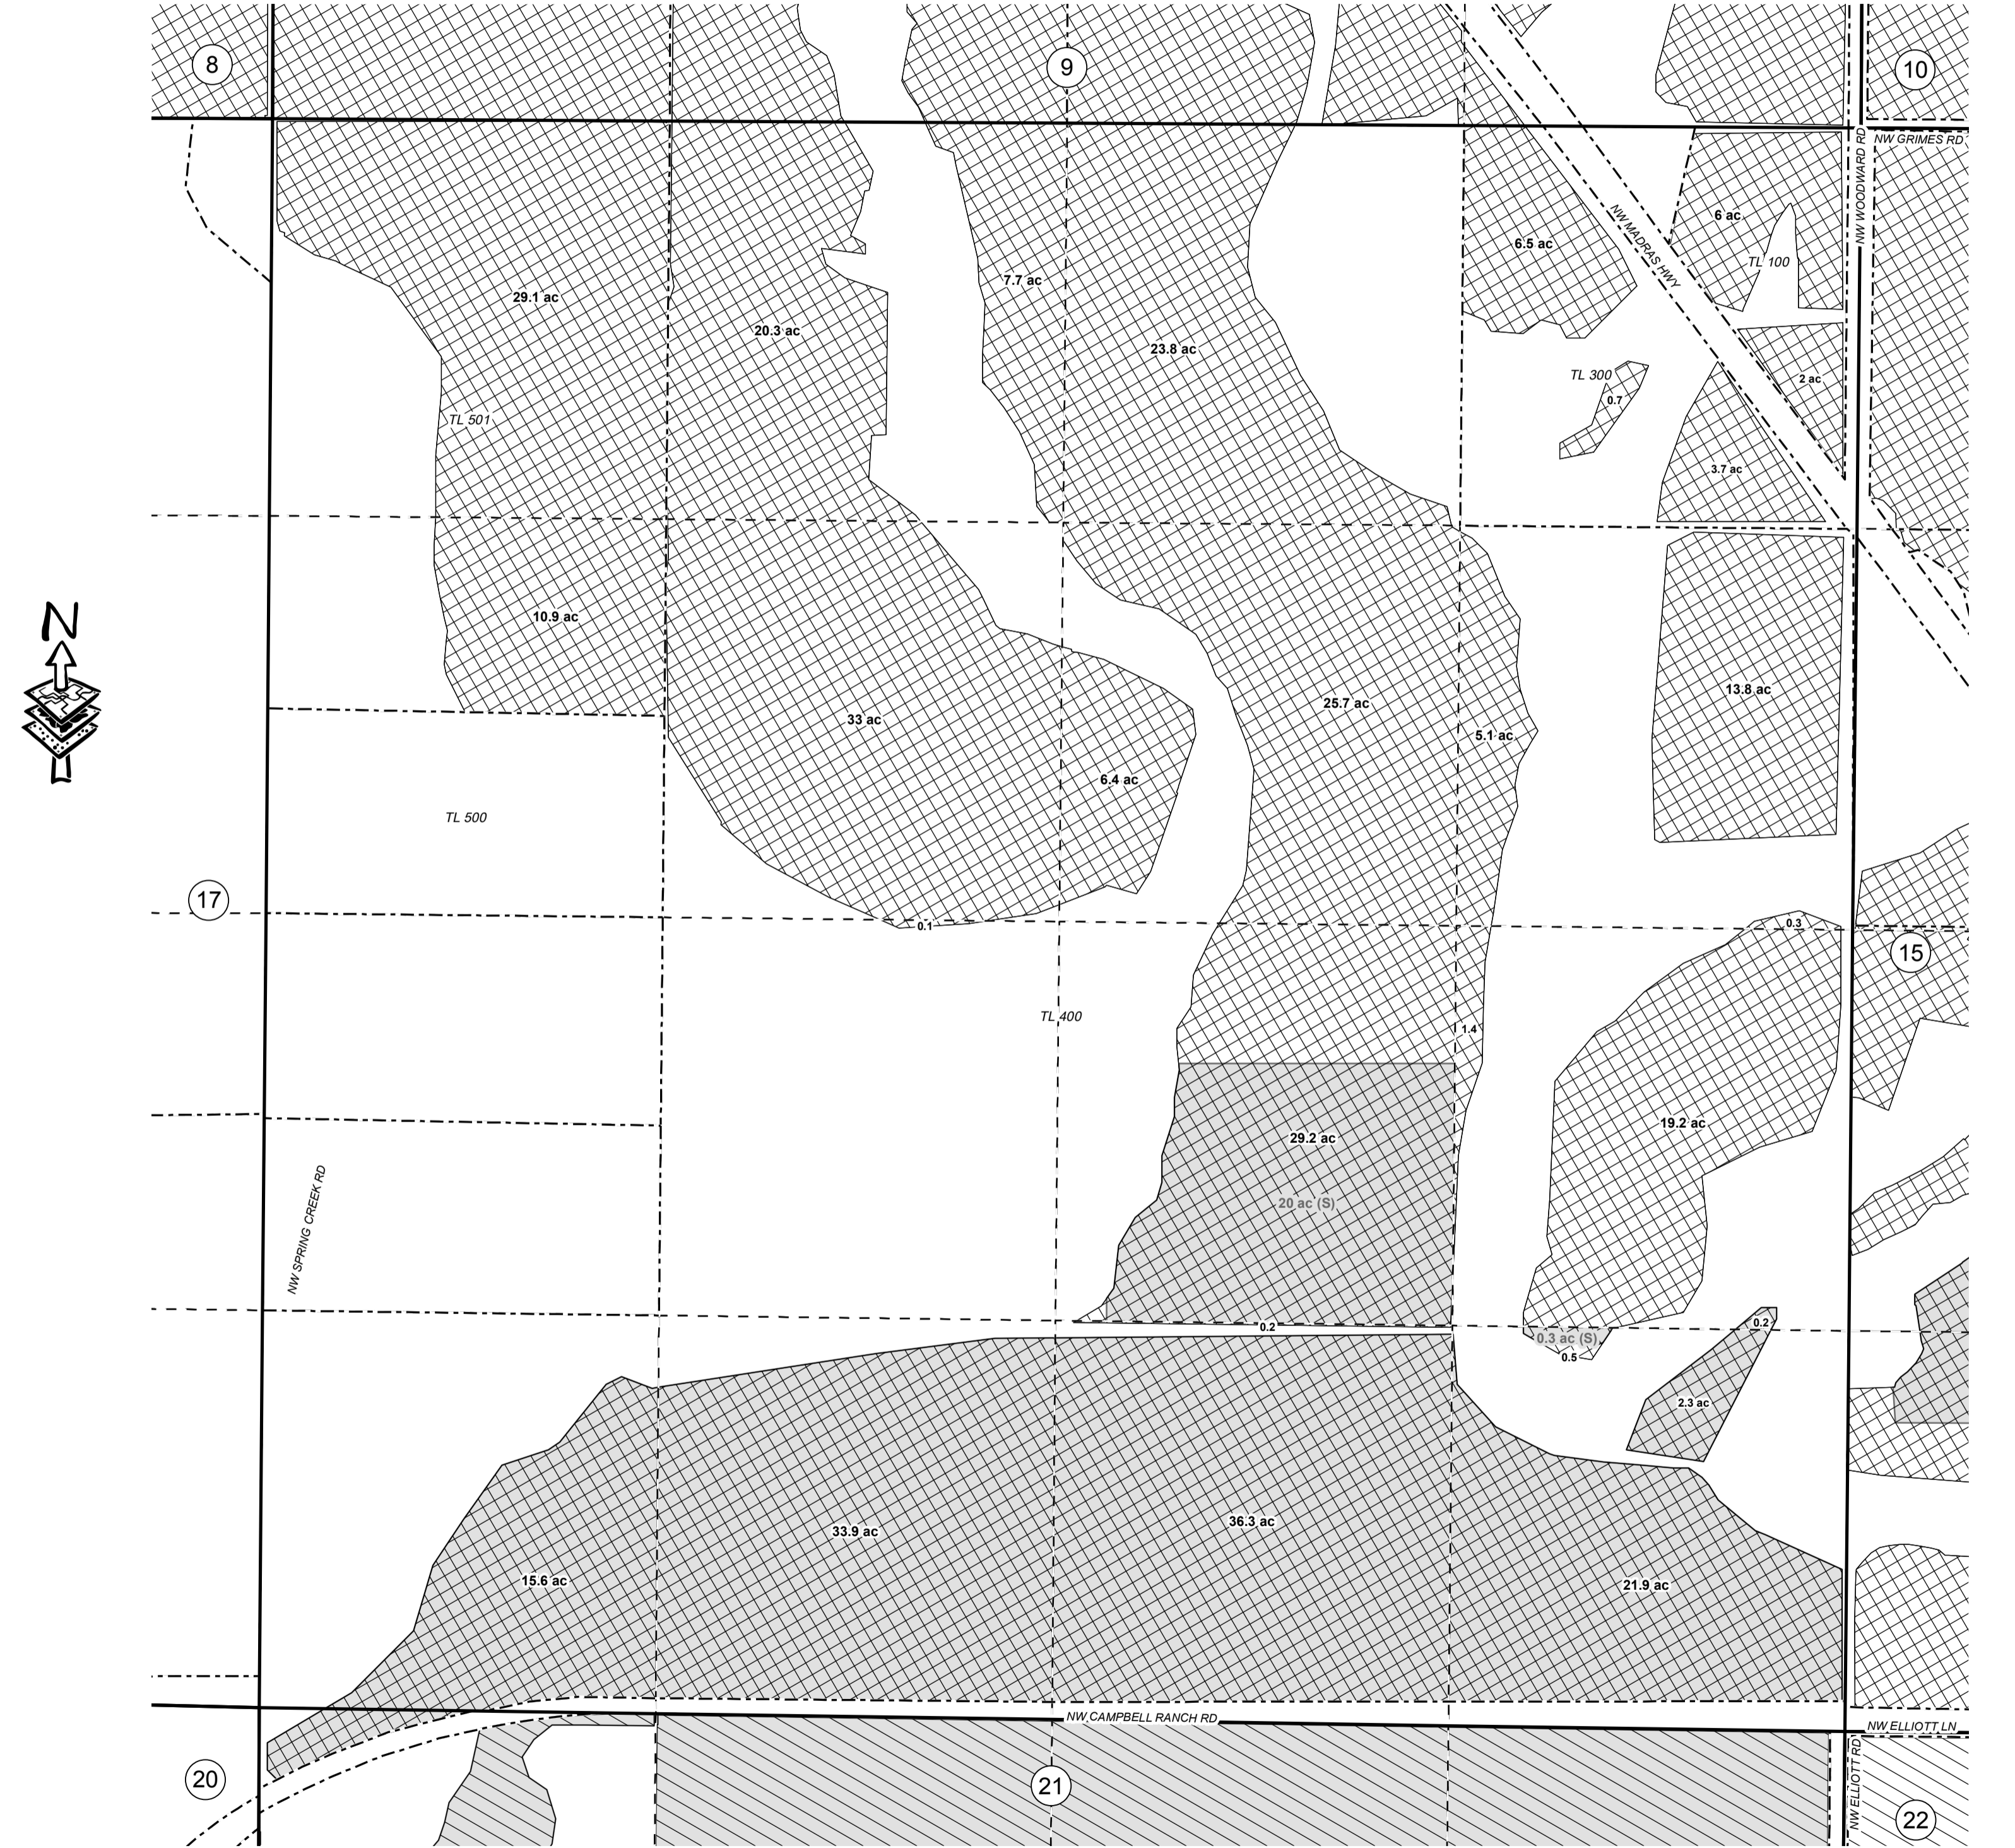 8
9
10
NW GRIMES RD
NW WOODWARD RD
6 ac
NW MADRAS HWY
6.5 ac
TL 100
7.7 ac
29.1 ac
20.3 ac
23.8 ac
TL 300
2 ac
0.7
TL 501
3.7 ac
N
10.9 ac
13.8 ac
25.7 ac
33 ac
5.1 ac
6.4 ac
TL 500
17
0.3
0.1
15
TL 400
1.4
19.2 ac
29.2 ac
20 ac (S)
NW SPRING CREEK RD
0.2
0.2
0.3 ac (S)
0.5
2.3 ac
36.3 ac
33.9 ac
15.6 ac
21.9 ac
NW CAMPBELL RANCH RD
NW ELLIOTT LN
NW ELLIOTT RD
20
21
22